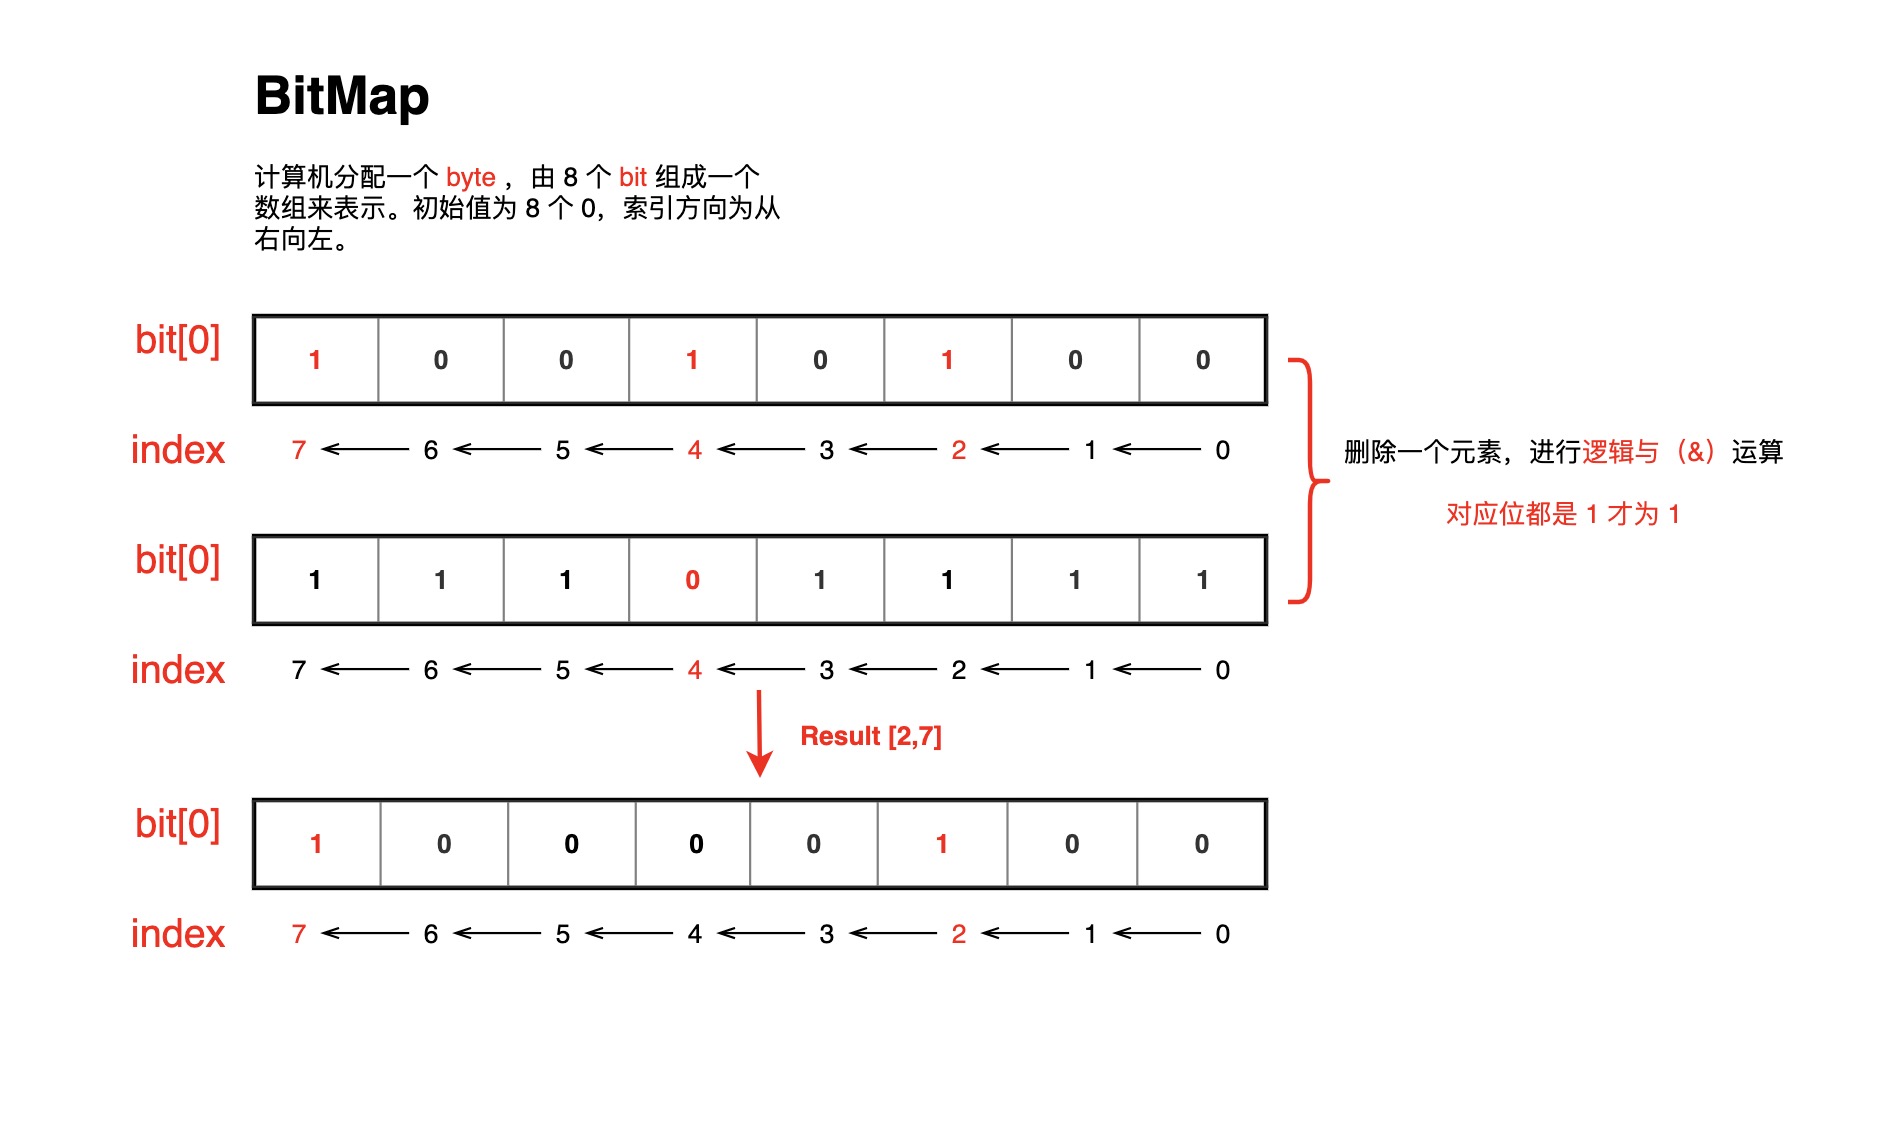 BitMap
计算机分配一个 byte ，由 8 个 bit 组成一个
数组来表示。初始值为 8 个 0，索引方向为从
右向左。
bit[0]
1 0 0 1 0 1 0 0
index
7 6 5 4 3 2 1 0
删除一个元素，进行逻辑与（&）运算
对应位都是 1 才为 1
bit[0]
1 1 1 0 1 1 1 1
index
7 6 5 4 3 2 1 0
Result [2,7]
bit[0]
1 0 0 0 0 1 0 0
index
7 6 5 4 3 2 1 0